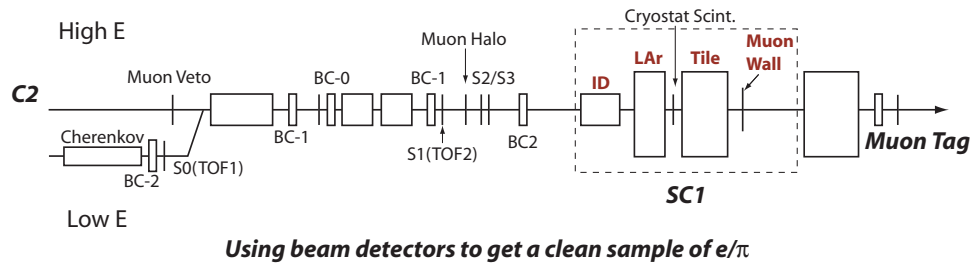 High E
Cryostat Scint.
Muon Halo
Muon
Wall
LAr
Tile
ID
Muon Veto
BC-0
BC-1
S2/S3
C2
Cherenkov
BC-1
BC2
Muon Tag
S1(TOF2)
BC-2
S0(TOF1)
SC1
Low E
Using beam detectors to get a clean sample of e/π